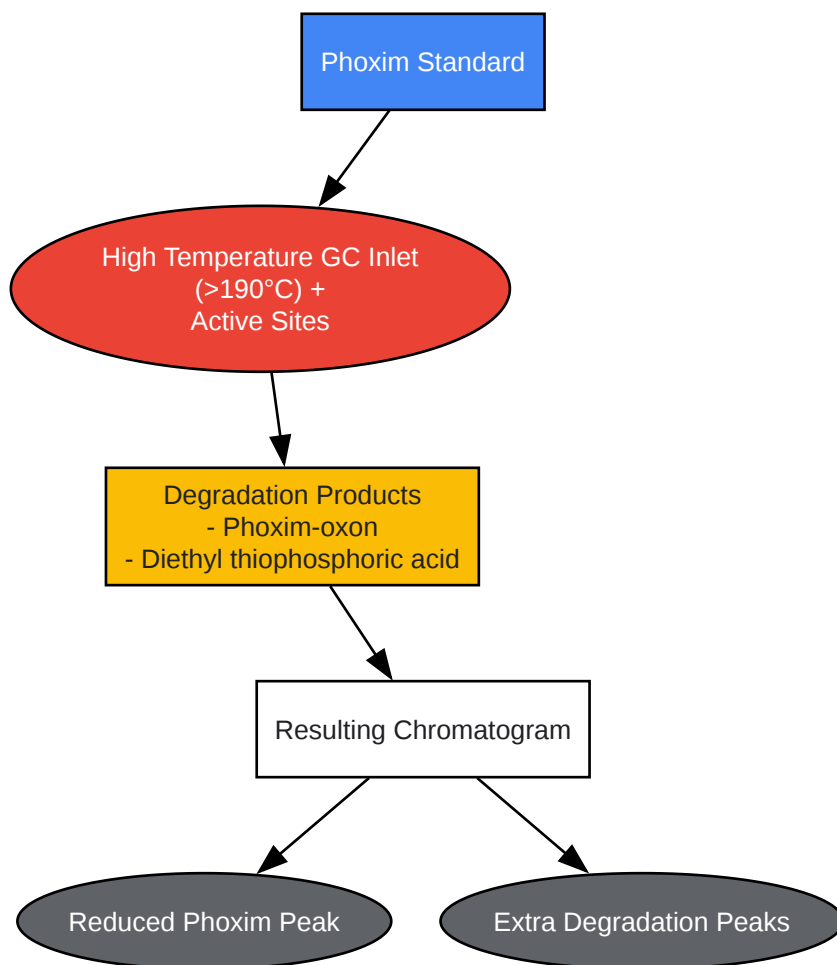 Phoxim Standard
High Temperature GC Inlet
(>190°C) +
Active Sites
Degradation Products
- Phoxim-oxon
- Diethyl thiophosphoric acid
Resulting Chromatogram
Reduced Phoxim Peak
Extra Degradation Peaks